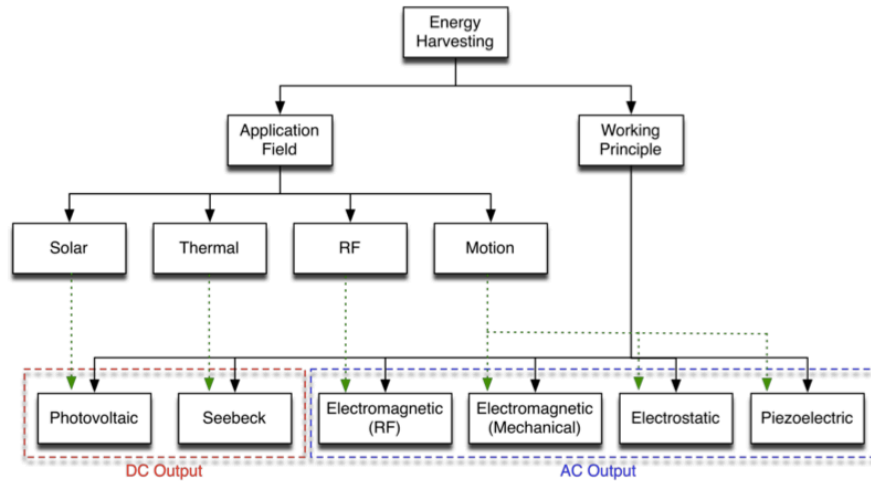 Energy
Harvesting
Application
Field
Working
Principle
Solar
Thermal
RF
Motion
Photovoltaic
Seebeck
Electromagnetic
(RF)
Electromagnetic
(Mechanical)
Electrostatic
Piezoelectric
DC Output
AC Output